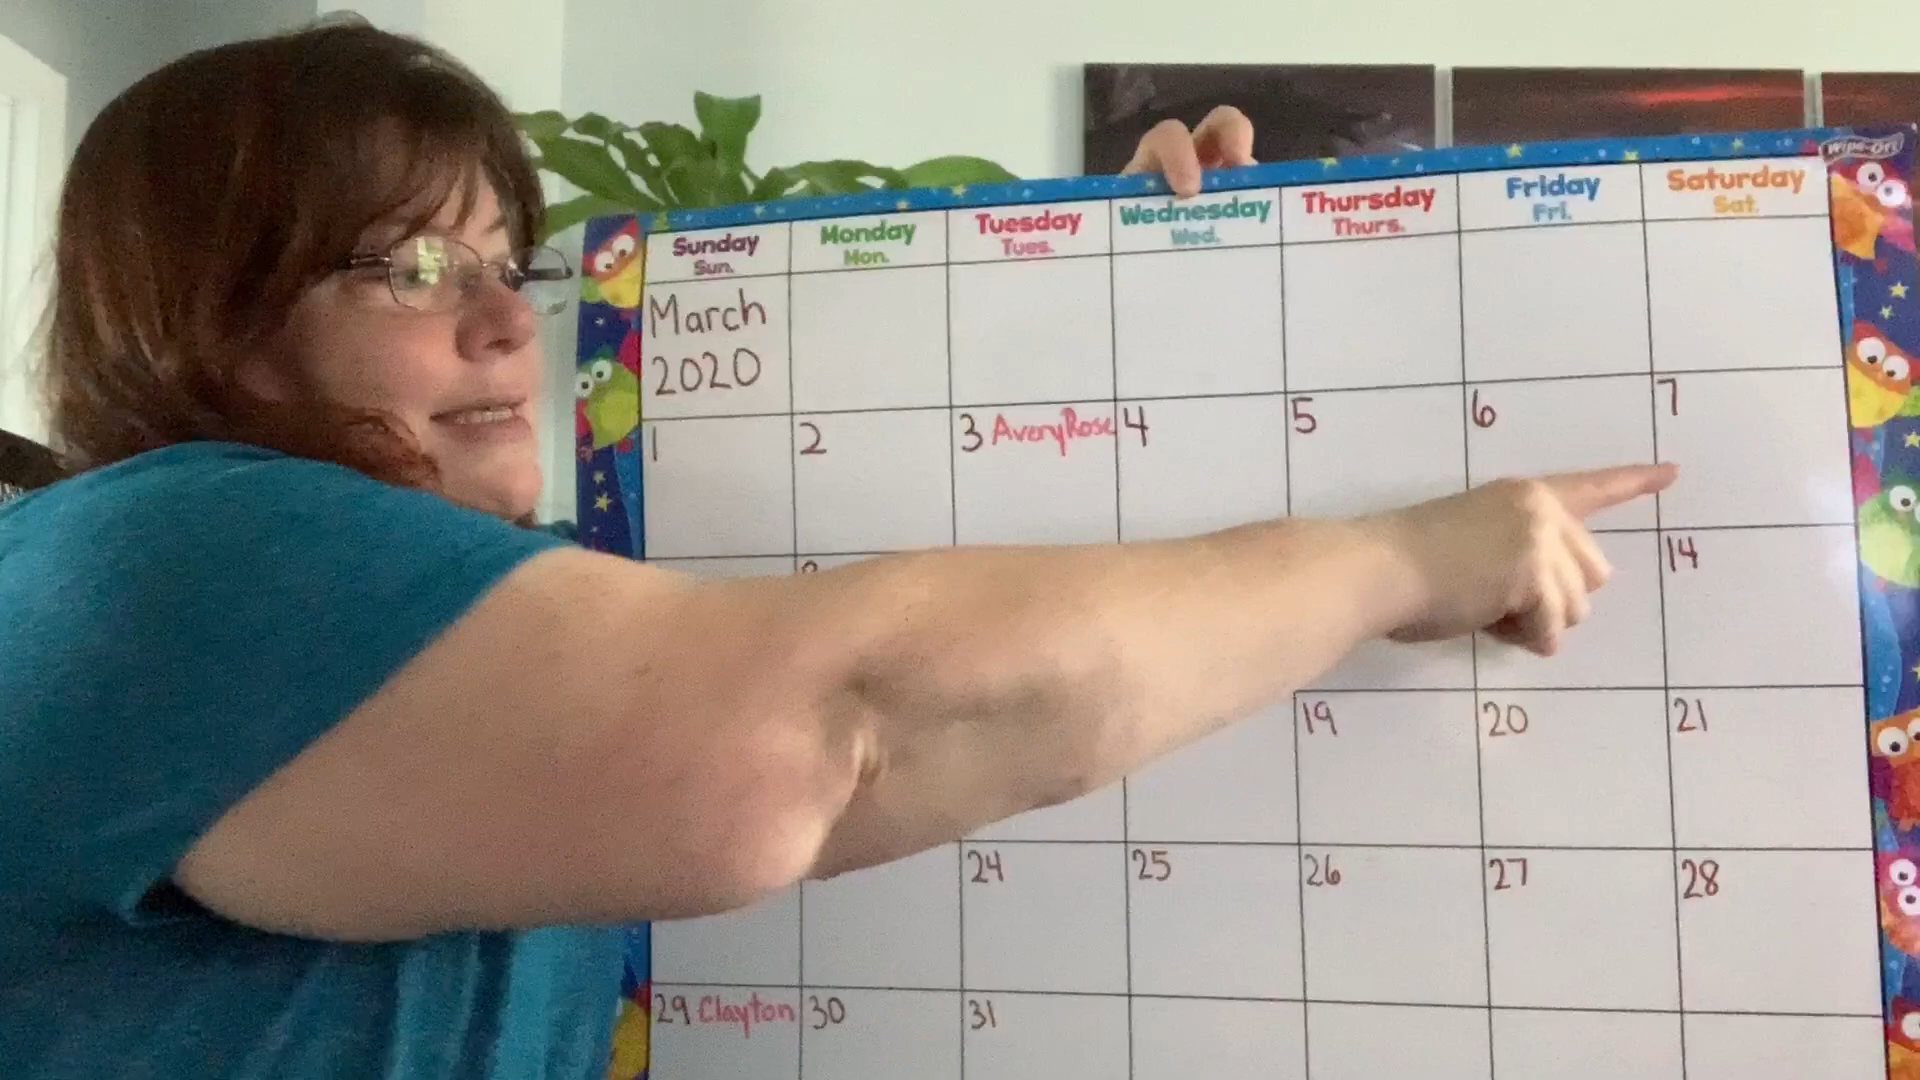 Wipe-Off
Sunday Monday Tuesday Wednesday Thursday Friday Saturday
Sun. Mon. Tues. Wed. Thurs. Fri. Sat.
March
2020
1 2 3 AveryRose 4 5 6 7
14
19 20 21
24 25 26 27 28
29 Clayton 30 31